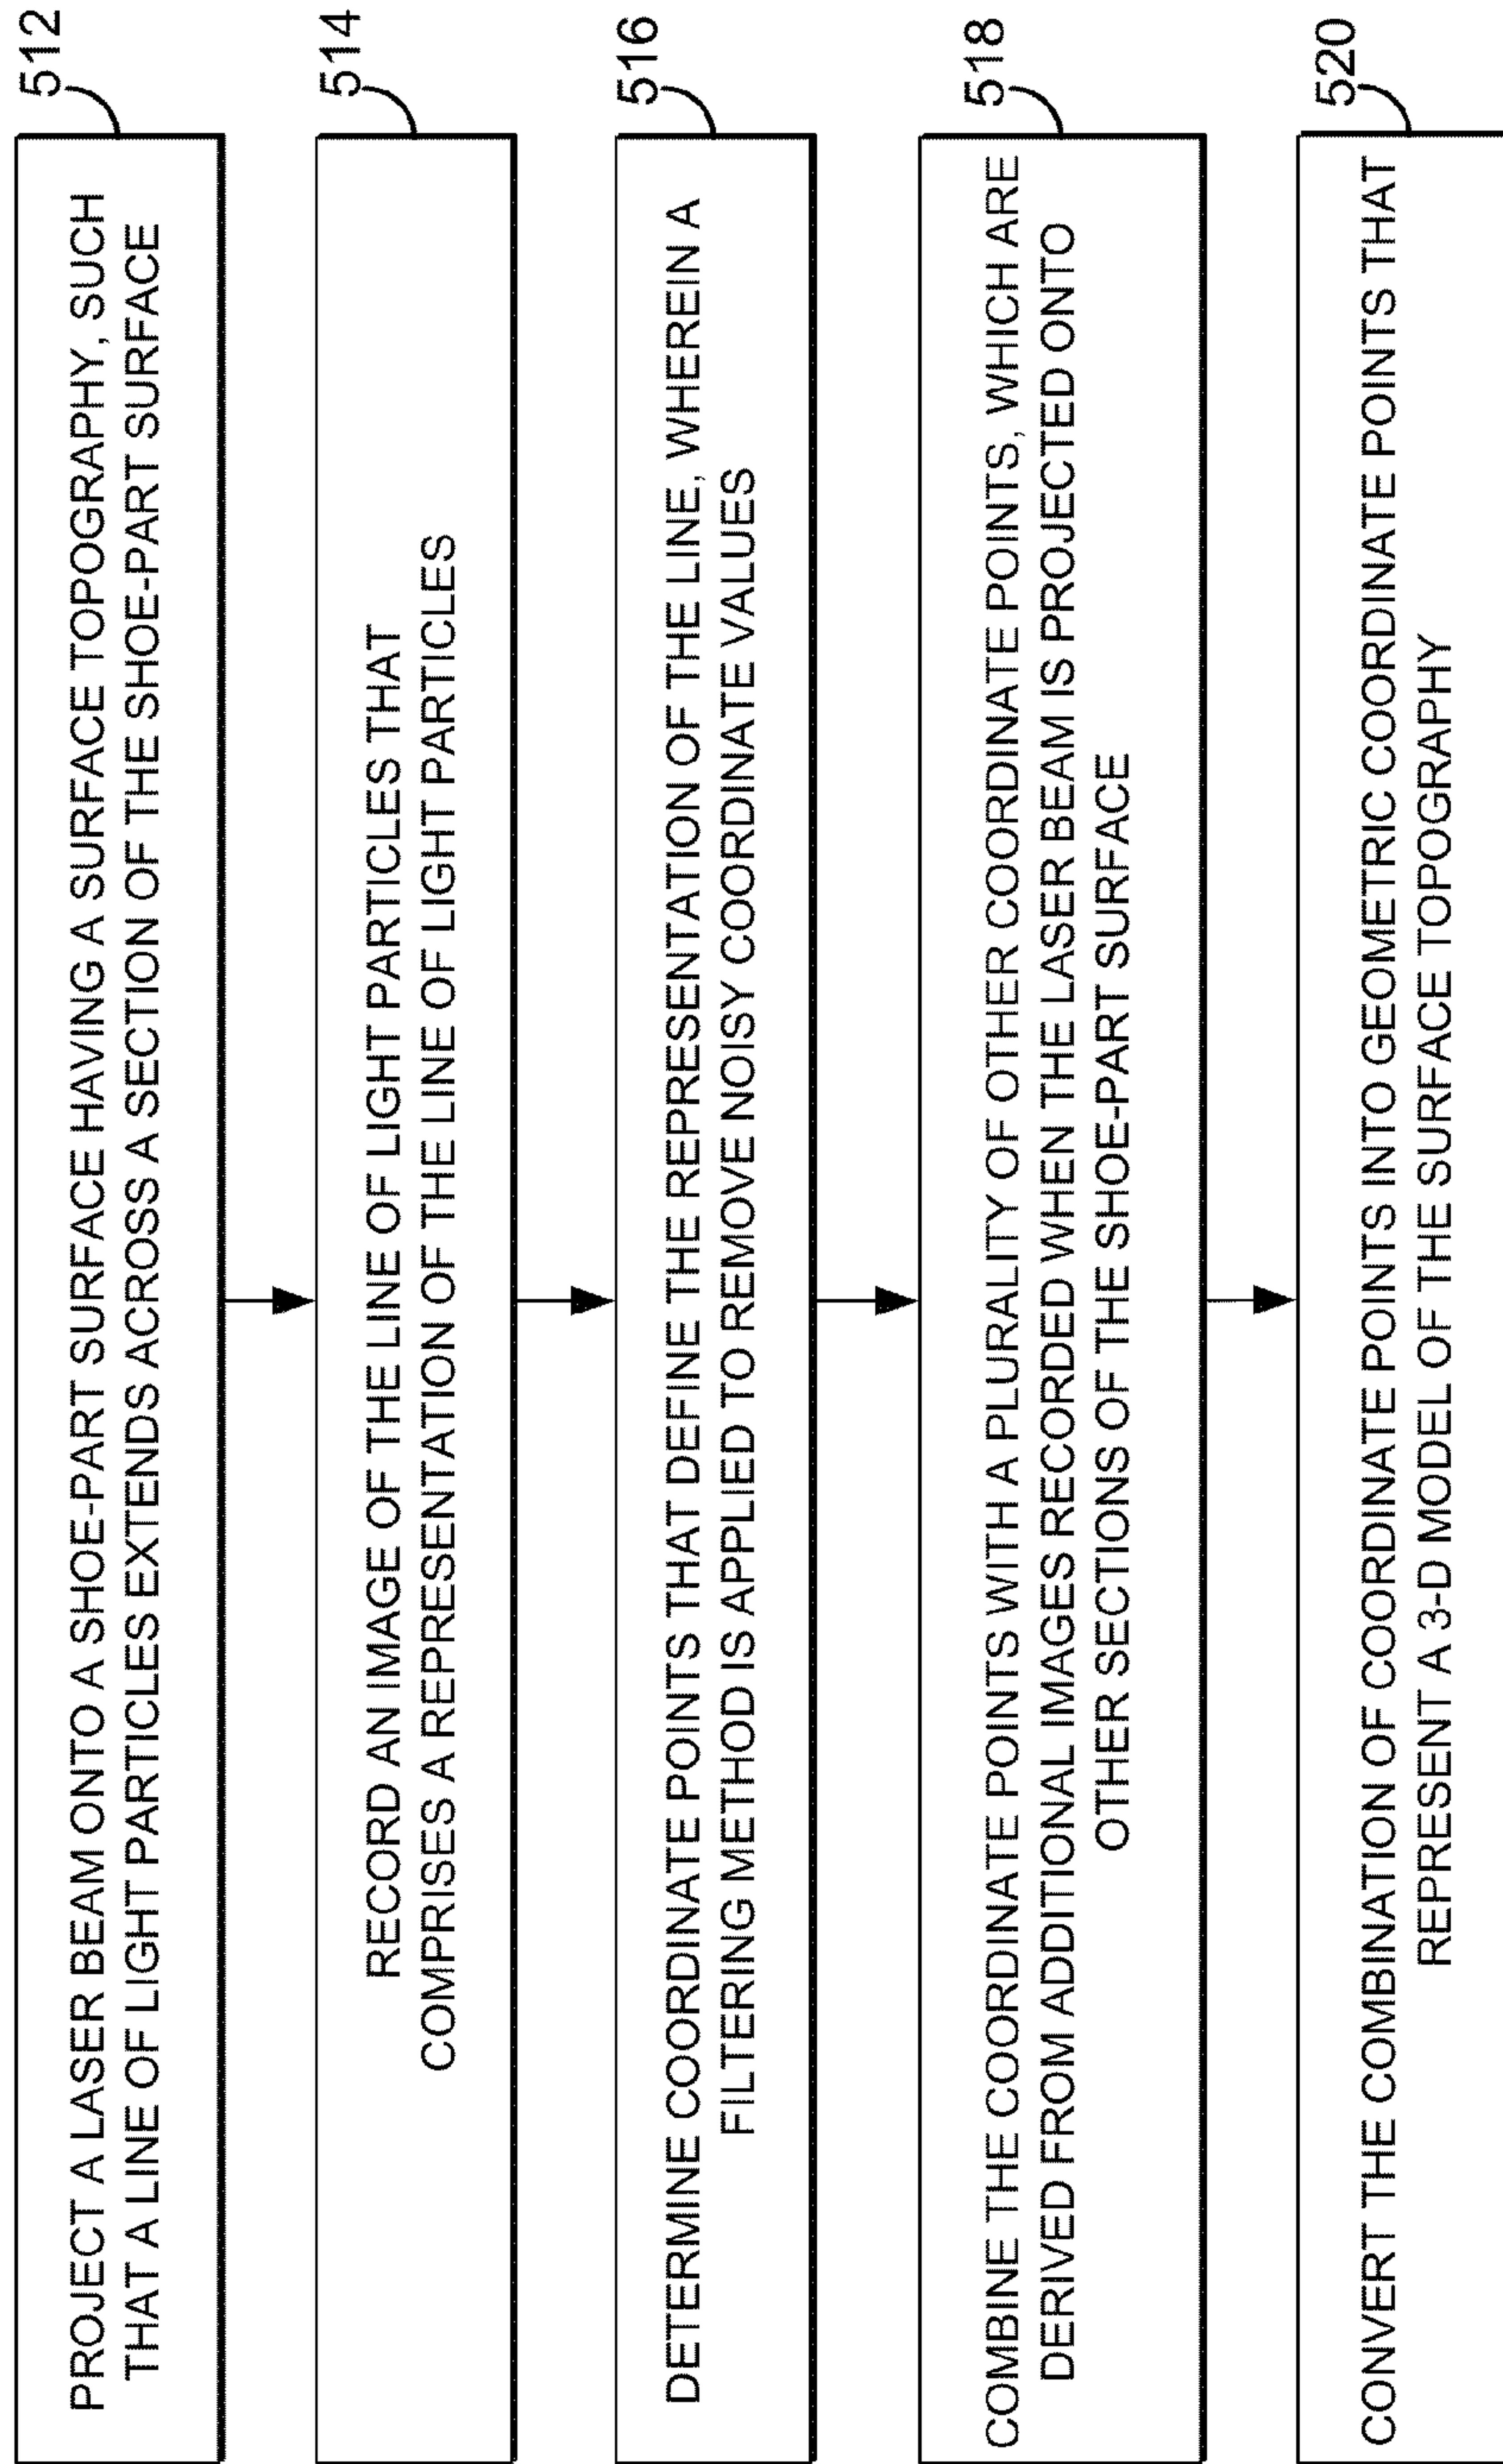 512
PROJECT A LASER BEAM ONTO A SHOE-PART SURFACE HAVING A SURFACE TOPOGRAPHY, SUCH
THAT A LINE OF LIGHT PARTICLES EXTENDS ACROSS A SECTION OF THE SHOE-PART SURFACE
514
RECORD AN IMAGE OF THE LINE OF LIGHT PARTICLES THAT
COMPRISES A REPRESENTATION OF THE LINE OF LIGHT PARTICLES
516
DETERMINE COORDINATE POINTS THAT DEFINE THE REPRESENTATION OF THE LINE, WHEREIN A
FILTERING METHOD IS APPLIED TO REMOVE NOISY COORDINATE VALUES
518
COMBINE THE COORDINATE POINTS WITH A PLURALITY OF OTHER COORDINATE POINTS, WHICH ARE
DERIVED FROM ADDITIONAL IMAGES RECORDED WHEN THE LASER BEAM IS PROJECTED ONTO
OTHER SECTIONS OF THE SHOE-PART SURFACE
520
CONVERT THE COMBINATION OF COORDINATE POINTS INTO GEOMETRIC COORDINATE POINTS THAT
REPRESENT A 3-D MODEL OF THE SURFACE TOPOGRAPHY